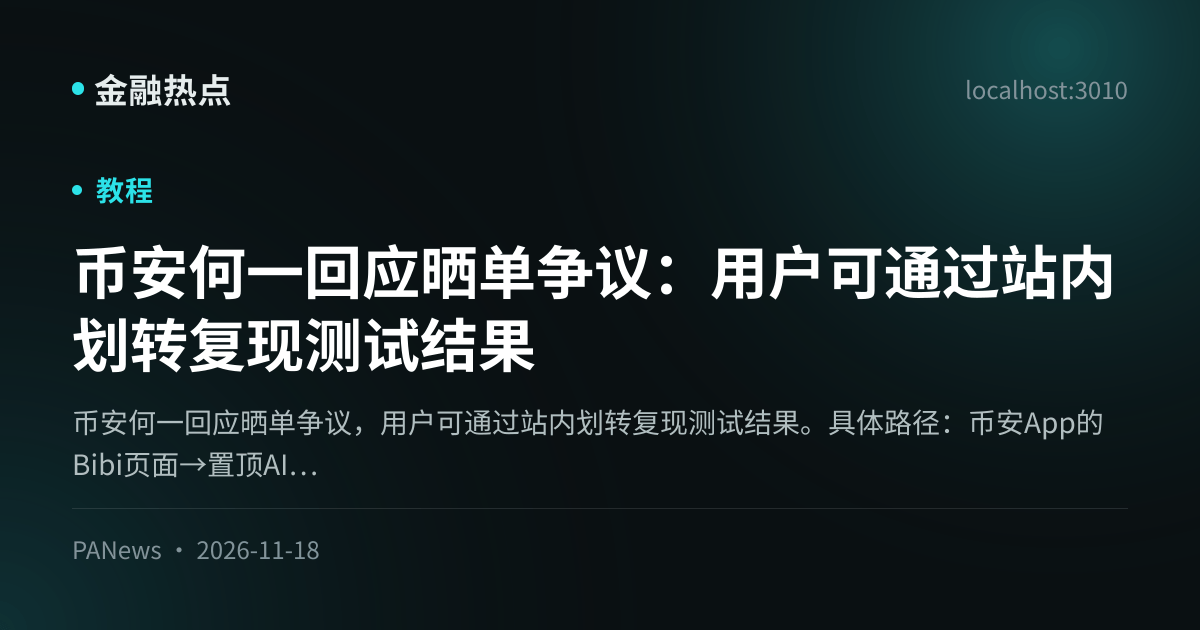 金融热点
localhost:3010
教程
币安何一回应晒单争议：用户可通过站内
划转复现测试结果
币安何一回应晒单争议，用户可通过站内划转复现测试结果。具体路径：币安App的
Bibi页面→置顶AI…
PANews • 2026-11-18